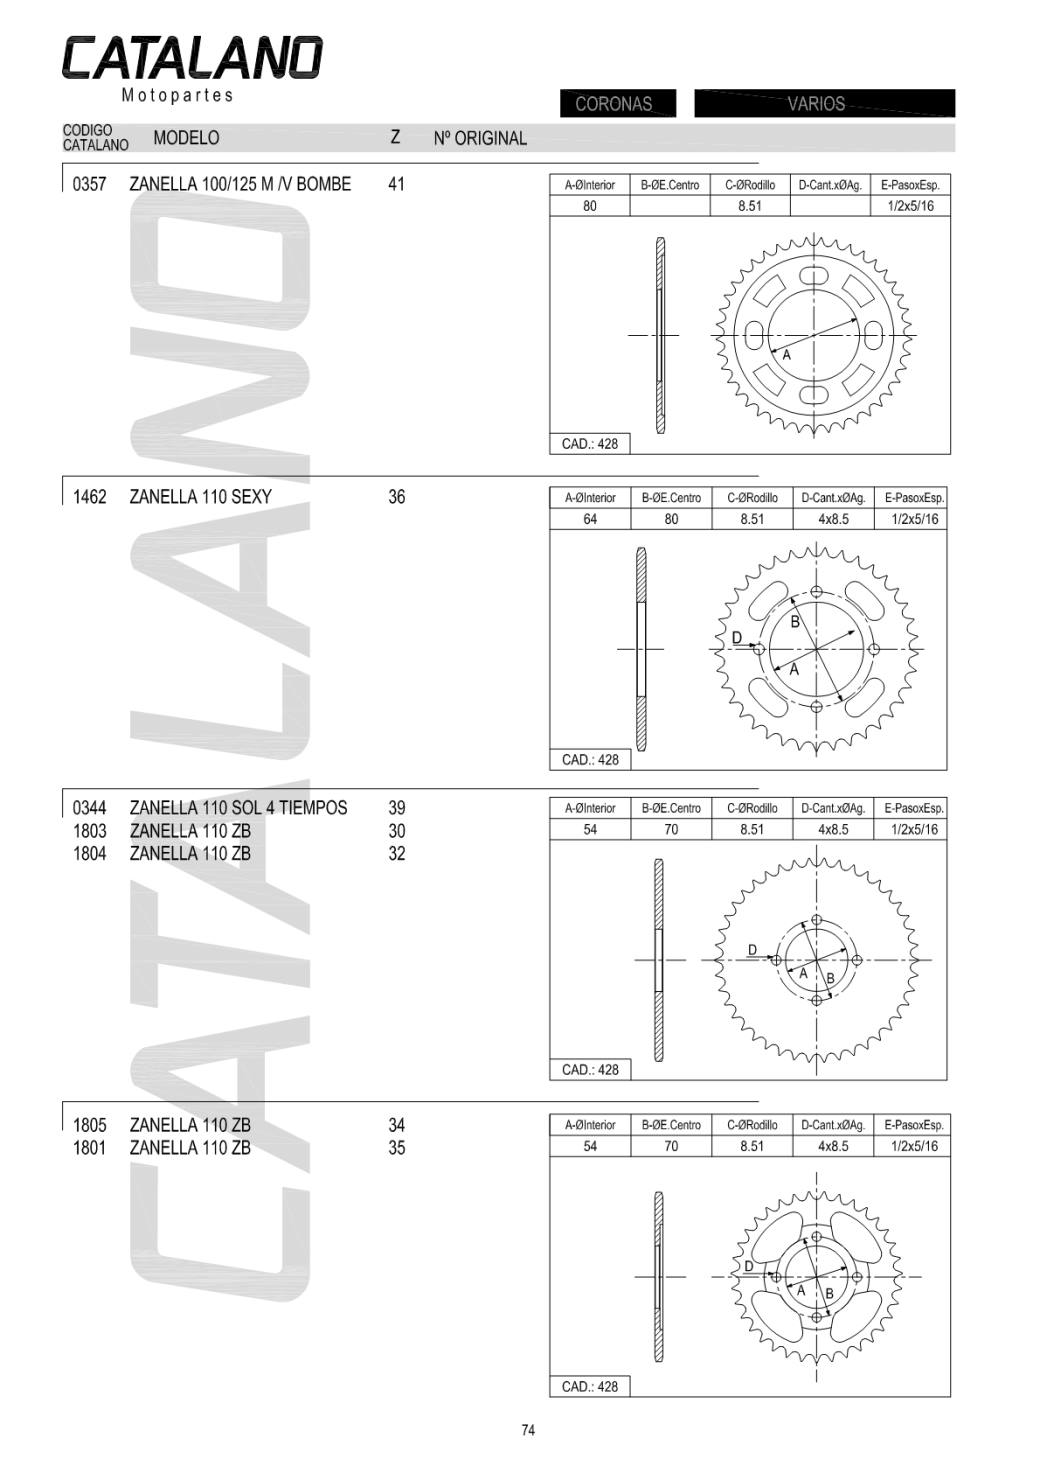 CATALANO
Motopartes
CORONAS VARIOS
CODIGO CATALANO MODELO Z Nº ORIGINAL
0357 ZANELLA 100/125 M /V BOMBE 41
A-ØInterior B-ØE.Centro C-ØRodillo D-Cant.xØAg. E-PasoxEsp.
80 8.51 1/2x5/16
A
CAD.: 428
1462 ZANELLA 110 SEXY 36
A-ØInterior B-ØE.Centro C-ØRodillo D-Cant.xØAg. E-PasoxEsp.
64 80 8.51 4x8.5 1/2x5/16
B
D
A
CAD.: 428
0344 ZANELLA 110 SOL 4 TIEMPOS 39
1803 ZANELLA 110 ZB 30
1804 ZANELLA 110 ZB 32
A-ØInterior B-ØE.Centro C-ØRodillo D-Cant.xØAg. E-PasoxEsp.
54 70 8.51 4x8.5 1/2x5/16
D
A B
CAD.: 428
1805 ZANELLA 110 ZB 34
1801 ZANELLA 110 ZB 35
A-ØInterior B-ØE.Centro C-ØRodillo D-Cant.xØAg. E-PasoxEsp.
54 70 8.51 4x8.5 1/2x5/16
D
A B
CAD.: 428
CATALANO
74